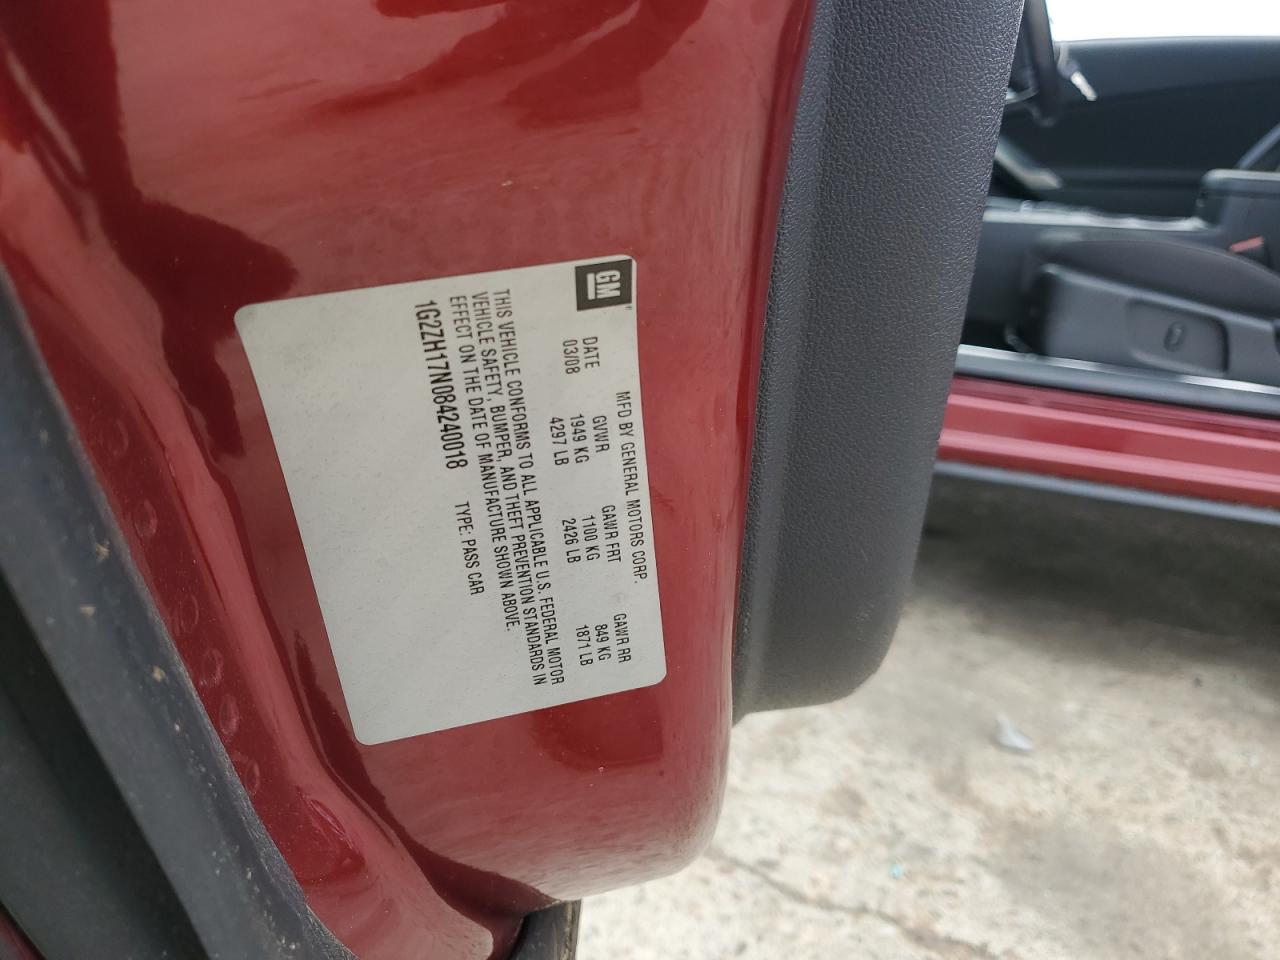 GM
MFD BY GENERAL MOTORS CORP.
DATE GVWR GAWR FRT GAWR RR
03/08 1949 KG 1100 KG 849 KG
4297 LB 2426 LB 1871 LB
THIS VEHICLE CONFORMS TO ALL APPLICABLE U.S. FEDERAL MOTOR
VEHICLE SAFETY, BUMPER, AND THEFT PREVENTION STANDARDS IN
EFFECT ON THE DATE OF MANUFACTURE SHOWN ABOVE.
1G2ZH17N084240018 TYPE: PASS CAR